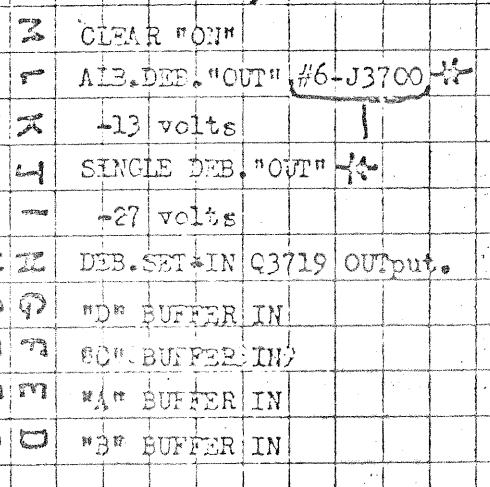 M CLEAR "ON"
L ALB.DEB."OUT" #6-J3700 *
K -13 volts
J SINGLE DEB."OUT" *
I -27 volts
H DEB.SET-IN Q3719 OUTput.
G "D" BUFFER IN
F "C" BUFFER IN
E "A" BUFFER IN
D "B" BUFFER IN